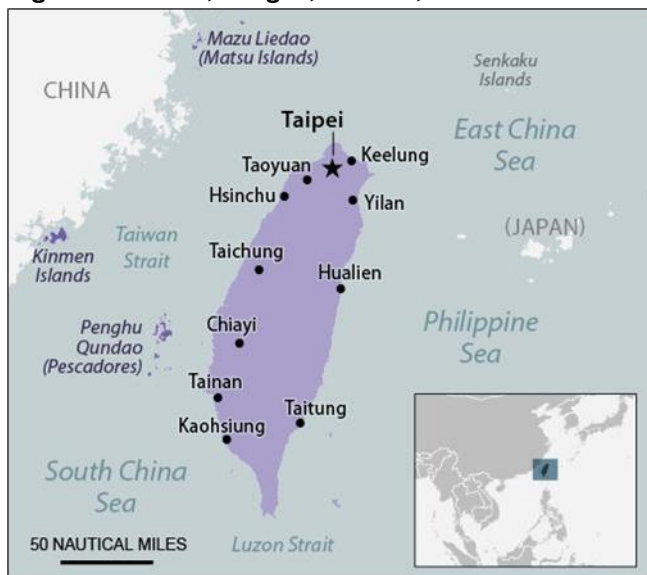 Mazu Liedao
(Matsu Islands)
Senkaku
Islands
CHINA
Taipei
East China
Sea
Keelung
Taoyuan
Hsinchu
Yilan
Taiwan
Strait
(JAPAN)
Kinmen
Islands
Taichung
Hualien
Penghu
Qundao
(Pescadores)
Chiayi
Philippine
Sea
Tainan
Taitung
Kaohsiung
South China
Sea
50 NAUTICAL MILES
Luzon Strait